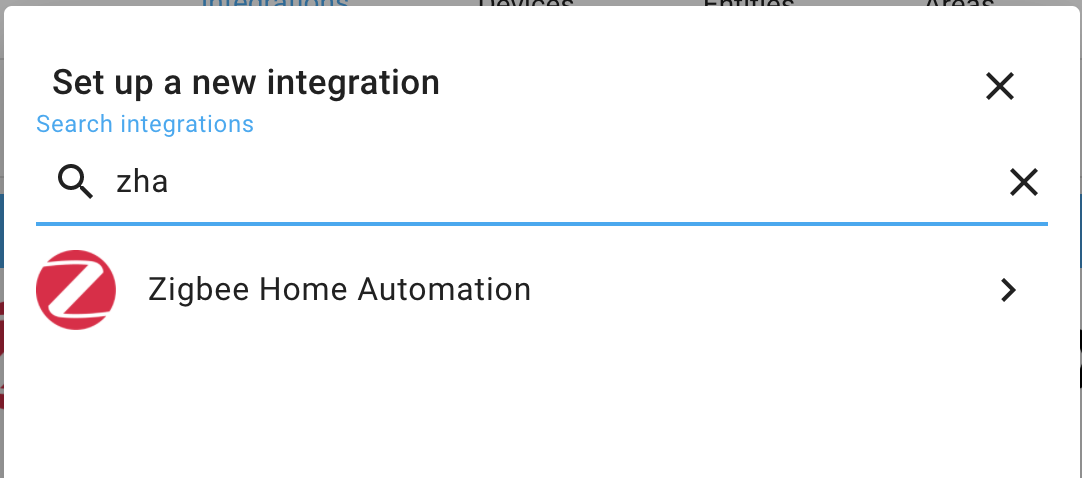 Integrations Devices Entities Areas
Set up a new integration
Search integrations
zha
Zigbee Home Automation